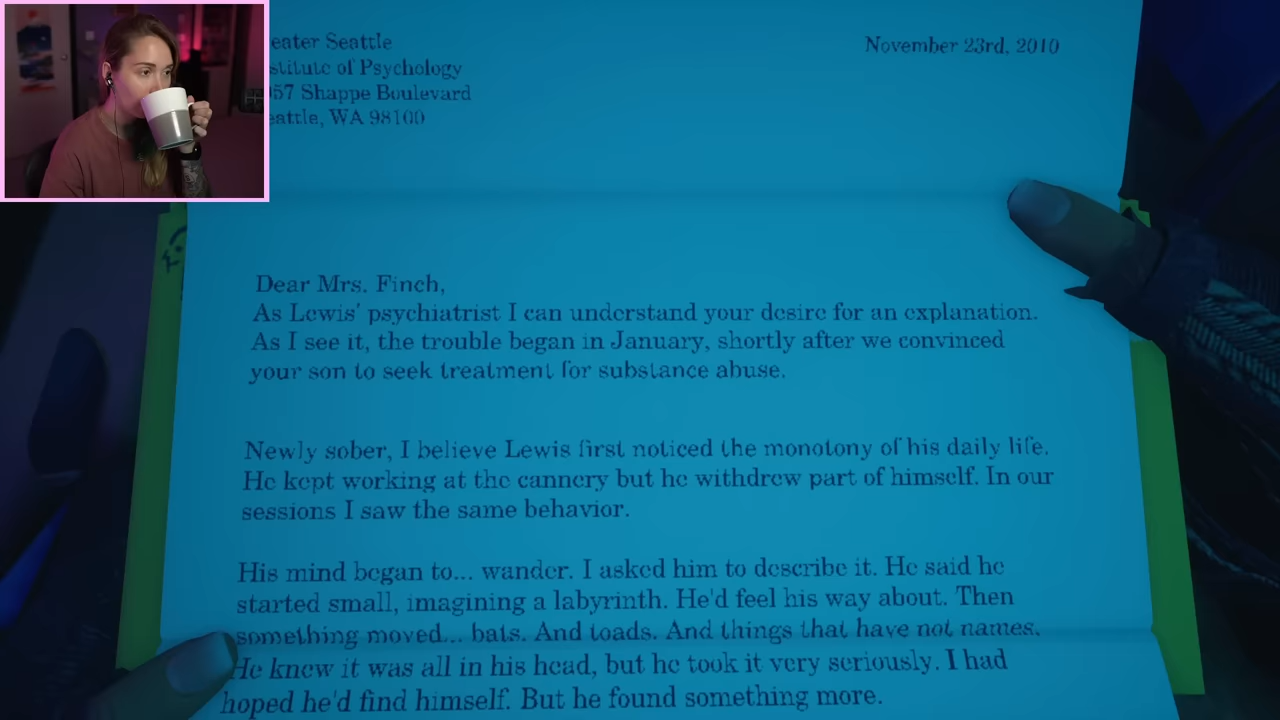 eater Seattle
stitute of Psychology
57 Shappe Boulevard
eattle, WA 98100
November 23rd, 2010
Dear Mrs. Finch,
As Lewis' psychiatrist I can understand your desire for an explanation.
As I see it, the trouble began in January, shortly after we convinced
your son to seek treatment for substance abuse.
Newly sober, I believe Lewis first noticed the monotony of his daily life.
He kept working at the cannery but he withdrew part of himself. In our
sessions I saw the same behavior.
His mind began to... wander. I asked him to describe it. He said he
started small, imagining a labyrinth. He'd feel his way about. Then
something moved... bats. And toads. And things that have not names.
He knew it was all in his head, but he took it very seriously. I had
hoped he'd find himself. But he found something more.